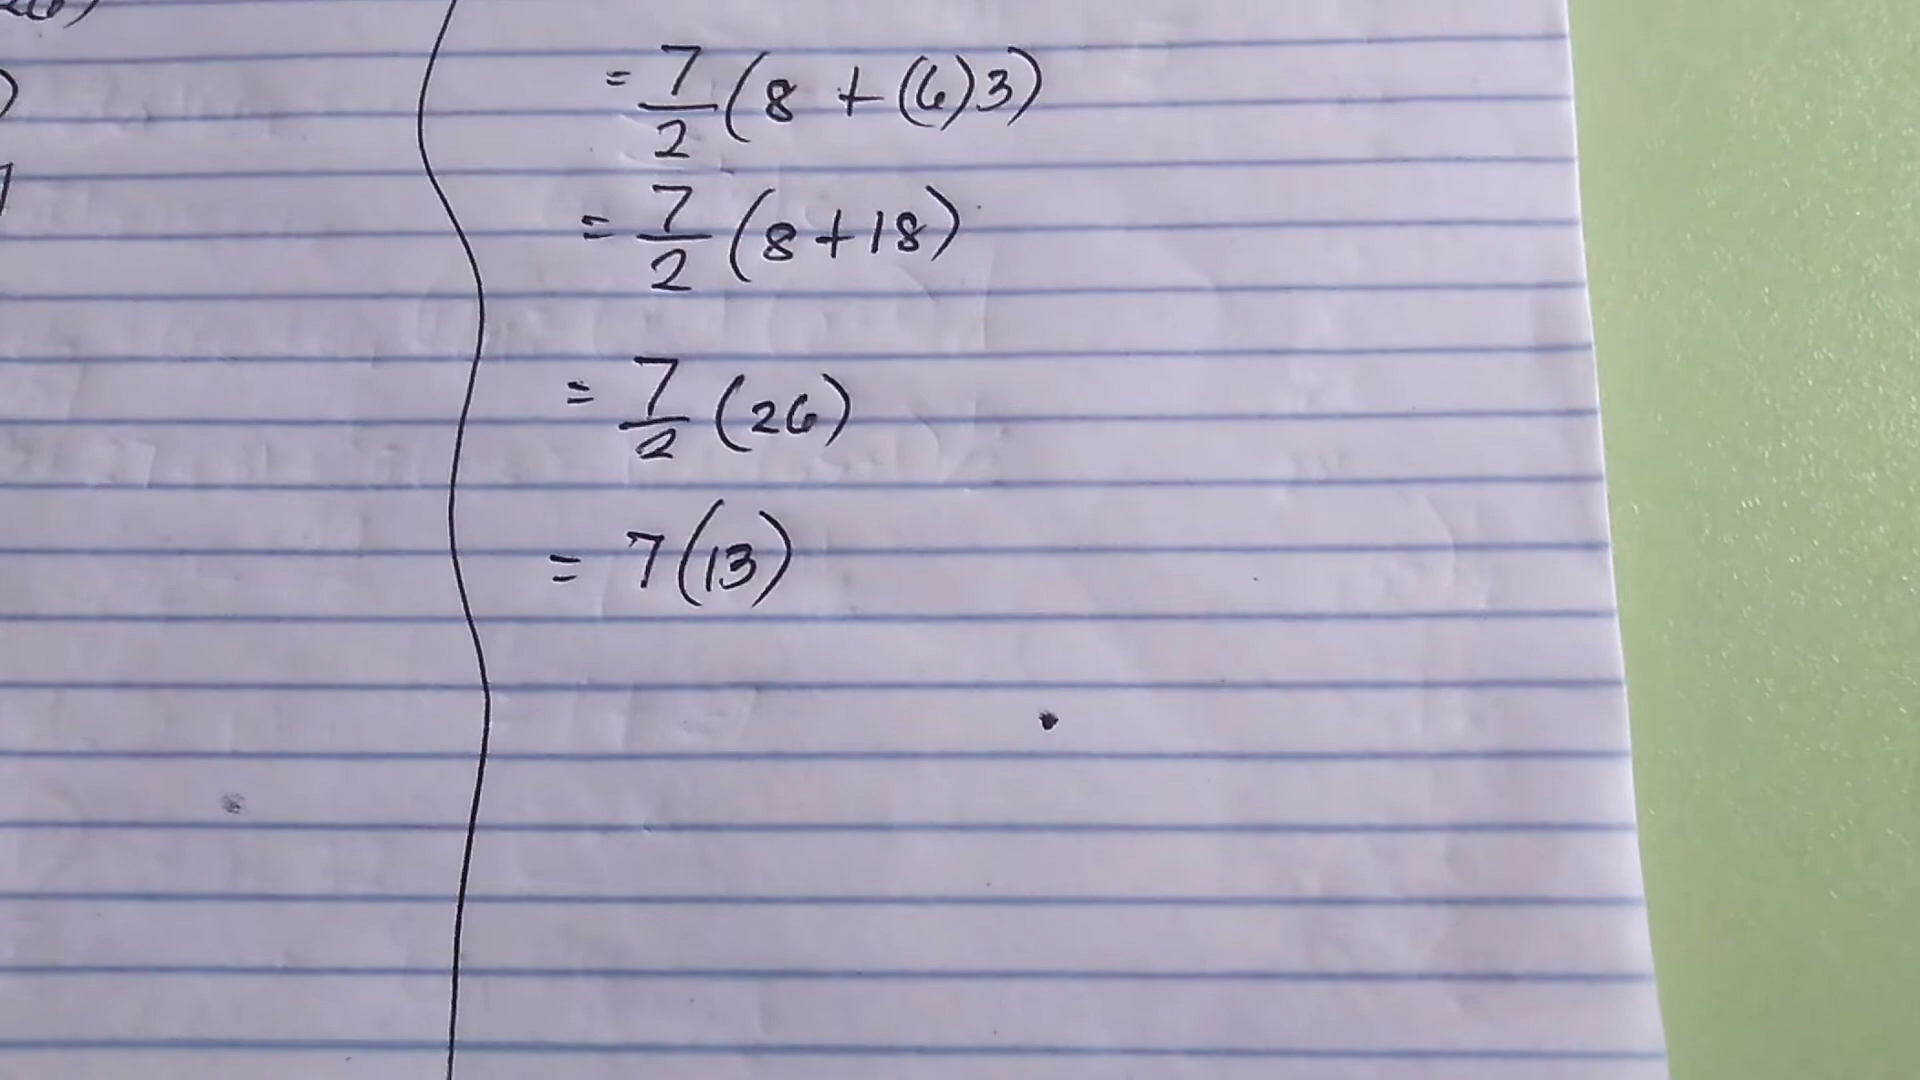 = 7/2 (8 + (6)3)
= 7/2 (8+18)
= 7/2 (26)
= 7(13)